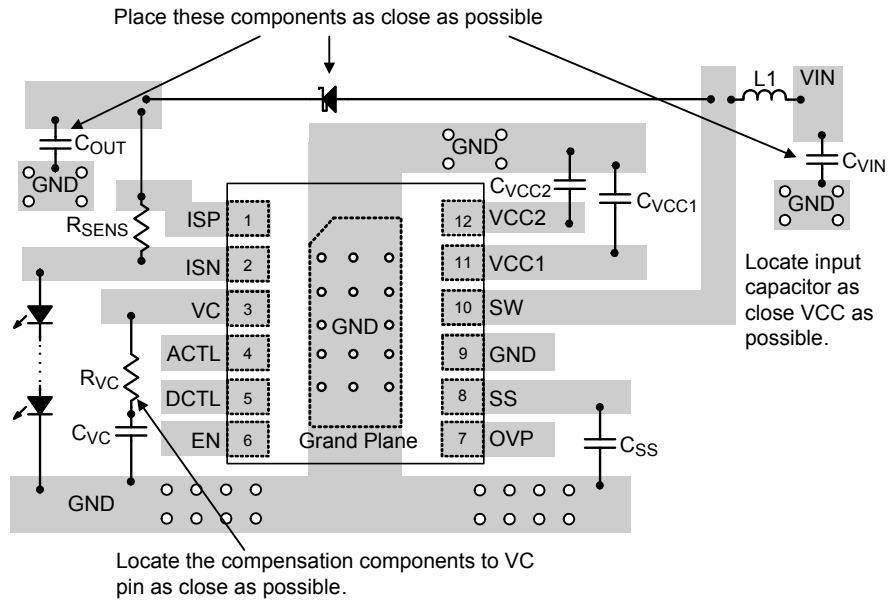 Place these components as close as possible
L1
VIN
COUT
GND
GND
CVIN
CVCC2
CVCC1
GND
RSENS
ISP
1
12
VCC2
ISN
2
11
VCC1
Locate input
capacitor as
close VCC as
possible.
VC
3
10
SW
GND
ACTL
4
9
GND
RVC
DCTL
5
8
SS
CVC
EN
6
Grand Plane
7
OVP
CSS
GND
Locate the compensation components to VC
pin as close as possible.